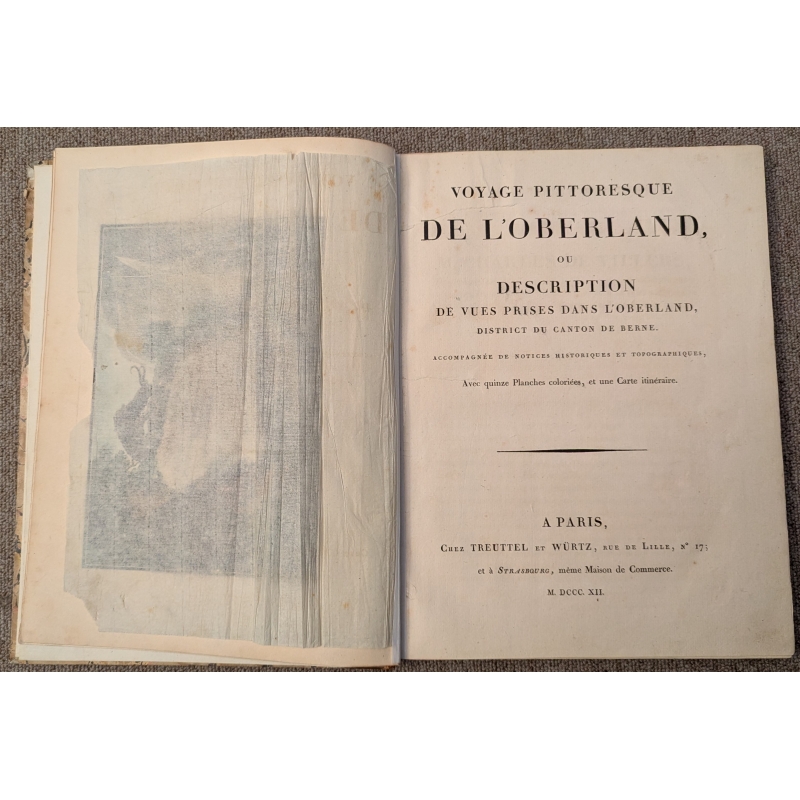 VOYAGE PITTORESQUE
DE L'OBERLAND,
OU
DESCRIPTION
DE VUES PRISES DANS L'OBERLAND,
DISTRICT DU CANTON DE BERNE.
ACCOMPAGNÉE DE NOTICES HISTORIQUES ET TOPOGRAPHIQUES,
Avec quinze Planches coloriées, et une Carte itinéraire.
A PARIS,
CHEZ TREUTTEL ET WÜRTZ, RUE DE LILLE, Nº 17;
et à STRASBOURG, même Maison de Commerce.
M. DCCC. XII.